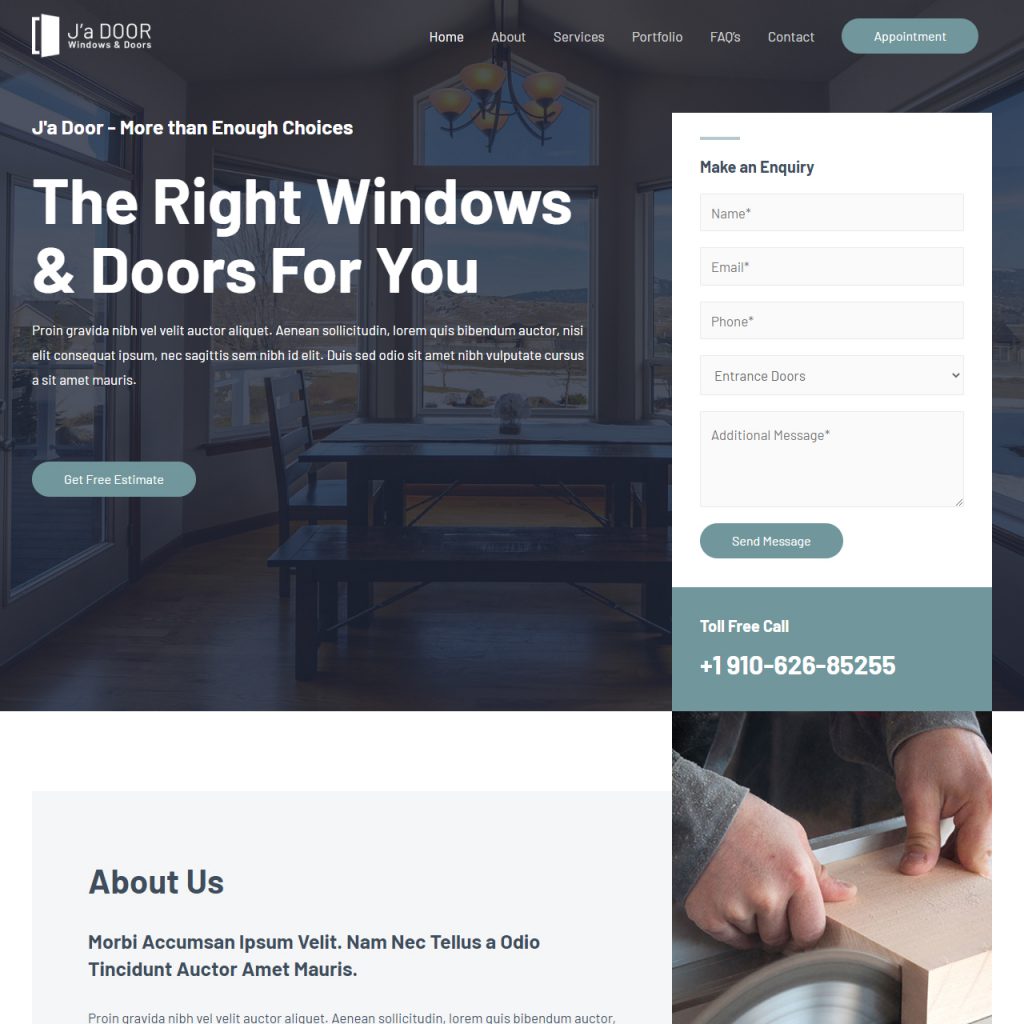 J'a DOOR
Windows & Doors
Home
About
Services
Portfolio
FAQ's
Contact
Appointment
J'a Door - More than Enough Choices
The Right Windows
& Doors For You
Proin gravida nibh vel velit auctor aliquet. Aenean sollicitudin, lorem quis bibendum auctor, nisi
elit consequat ipsum, nec sagittis sem nibh id elit. Duis sed odio sit amet nibh vulputate cursus
a sit amet mauris.
Get Free Estimate
Make an Enquiry
Name*
Email*
Phone*
Entrance Doors
Additional Message*
Send Message
Toll Free Call
+1 910-626-85255
About Us
Morbi Accumsan Ipsum Velit. Nam Nec Tellus a Odio
Tincidunt Auctor Amet Mauris.
Proin gravida nibh vel velit auctor aliquet. Aenean sollicitudin, lorem quis bibendum auctor,